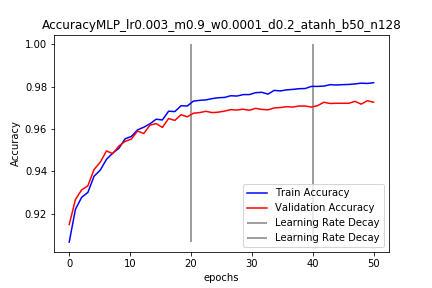 AccuracyMLP_lr0.003_m0.9_w0.0001_d0.2_atanh_b50_n128
1.00
0.98
0.96
0.94
0.92
Accuracy
Train Accuracy
Validation Accuracy
Learning Rate Decay
Learning Rate Decay
0 10 20 30 40 50
epochs